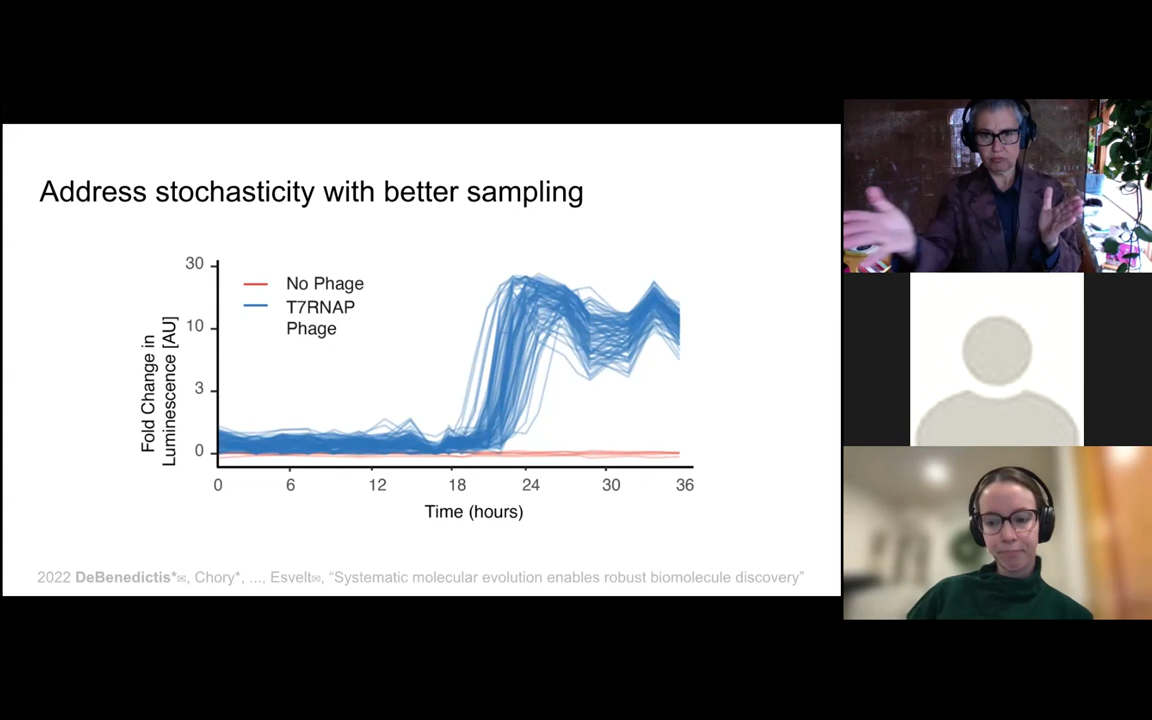 Address stochasticity with better sampling
30
10
3
0
Fold Change in
Luminescence [AU]
No Phage
T7RNAP
Phage
0 6 12 18 24 30 36
Time (hours)
2022 DeBenedictis*✉, Chory*, ..., Esvelt✉, “Systematic molecular evolution enables robust biomolecule discovery”